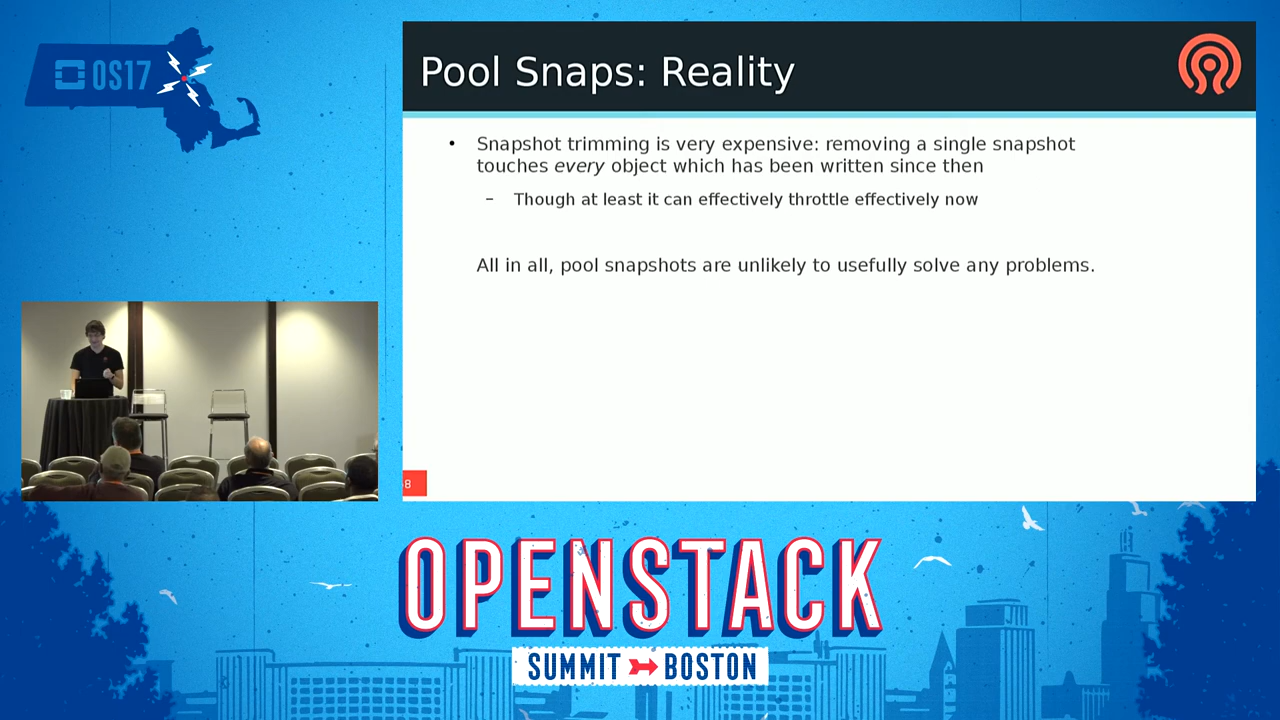 OS17
Pool Snaps: Reality
• Snapshot trimming is very expensive: removing a single snapshot
touches every object which has been written since then
– Though at least it can effectively throttle effectively now
All in all, pool snapshots are unlikely to usefully solve any problems.
8
OPENSTACK
SUMMIT BOSTON